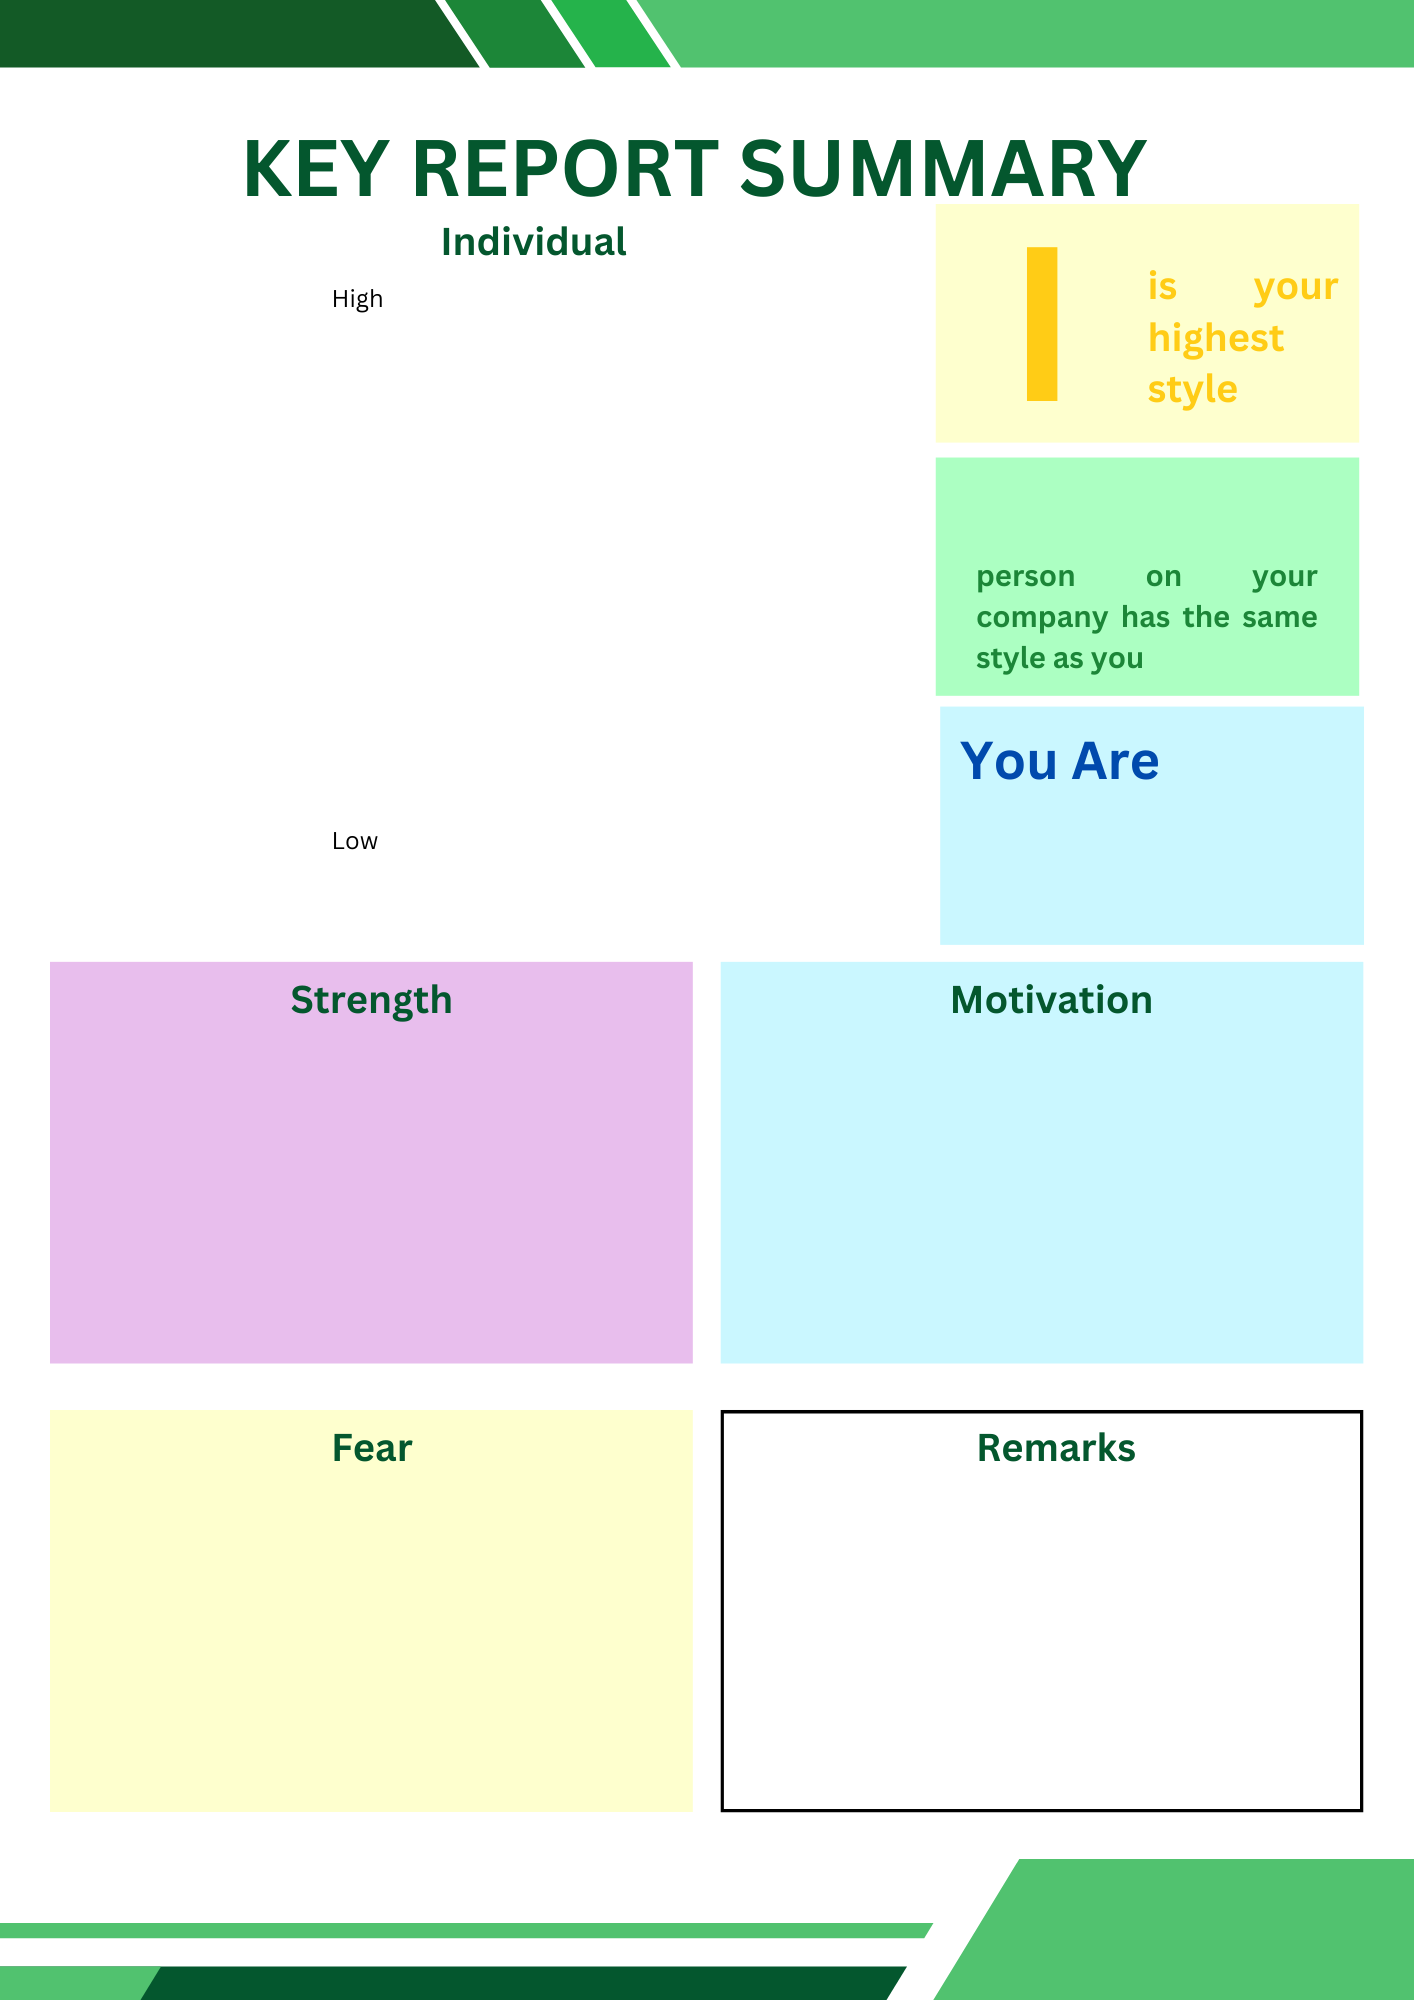 KEY REPORT SUMMARY
Individual
High
I
is your
highest
style
person on your
company has the same
style as you
You Are
Low
Strength
Motivation
Fear
Remarks